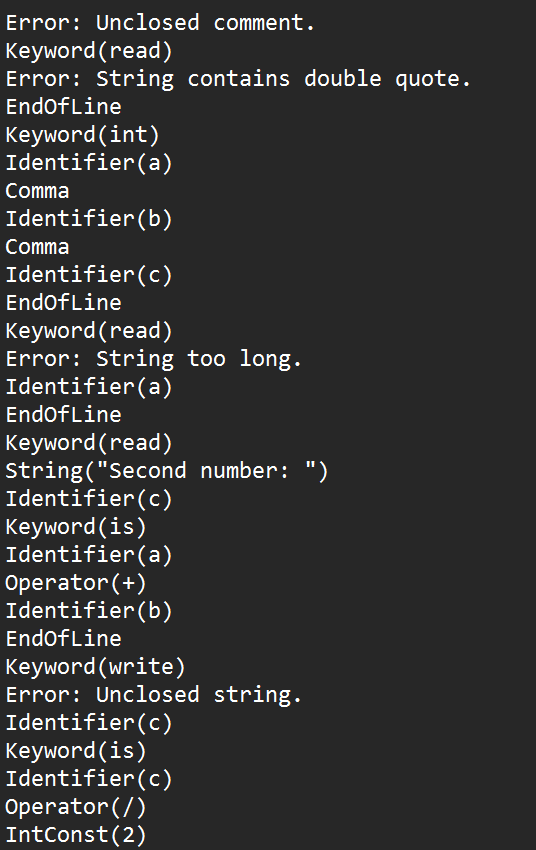 Error: Unclosed comment.
Keyword(read)
Error: String contains double quote.
EndOfLine
Keyword(int)
Identifier(a)
Comma
Identifier(b)
Comma
Identifier(c)
EndOfLine
Keyword(read)
Error: String too long.
Identifier(a)
EndOfLine
Keyword(read)
String("Second number: ")
Identifier(c)
Keyword(is)
Identifier(a)
Operator(+)
Identifier(b)
EndOfLine
Keyword(write)
Error: Unclosed string.
Identifier(c)
Keyword(is)
Identifier(c)
Operator(/)
IntConst(2)